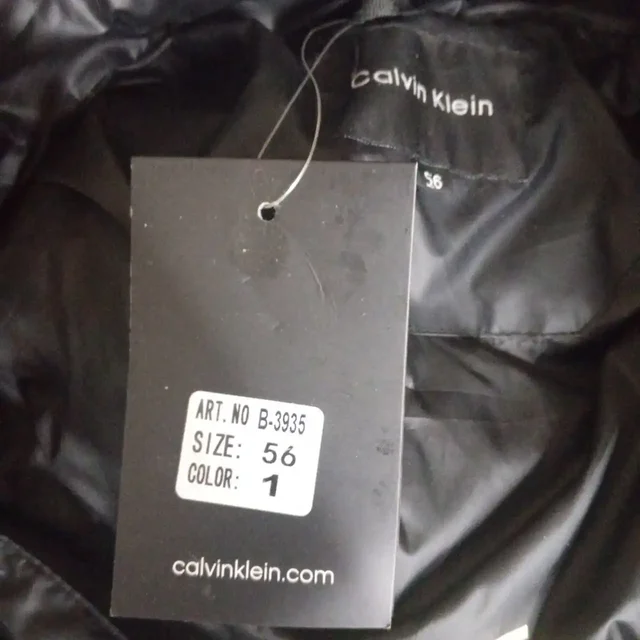 calvin Klein
56
ART.NO B-3935
SIZE: 56
COLOR: 1
calvinklein.com